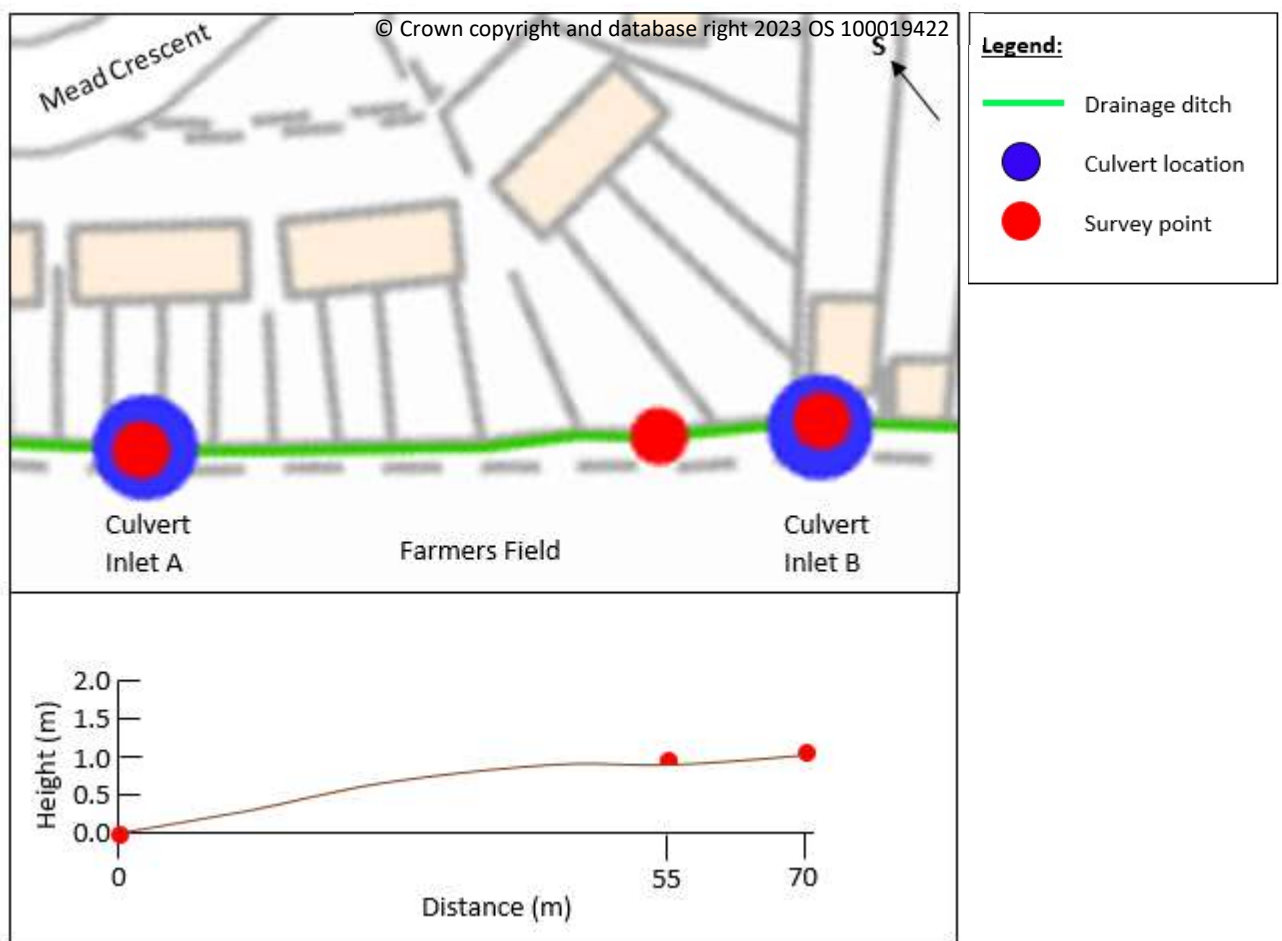 © Crown copyright and database right 2023 OS 100019422
Mead Crescent
S
Culvert
Inlet A
Farmers Field
Culvert
Inlet B
Legend:
Drainage ditch
Culvert location
Survey point
Height (m)
2.0
1.5
1.0
0.5
0.0
0
55
70
Distance (m)